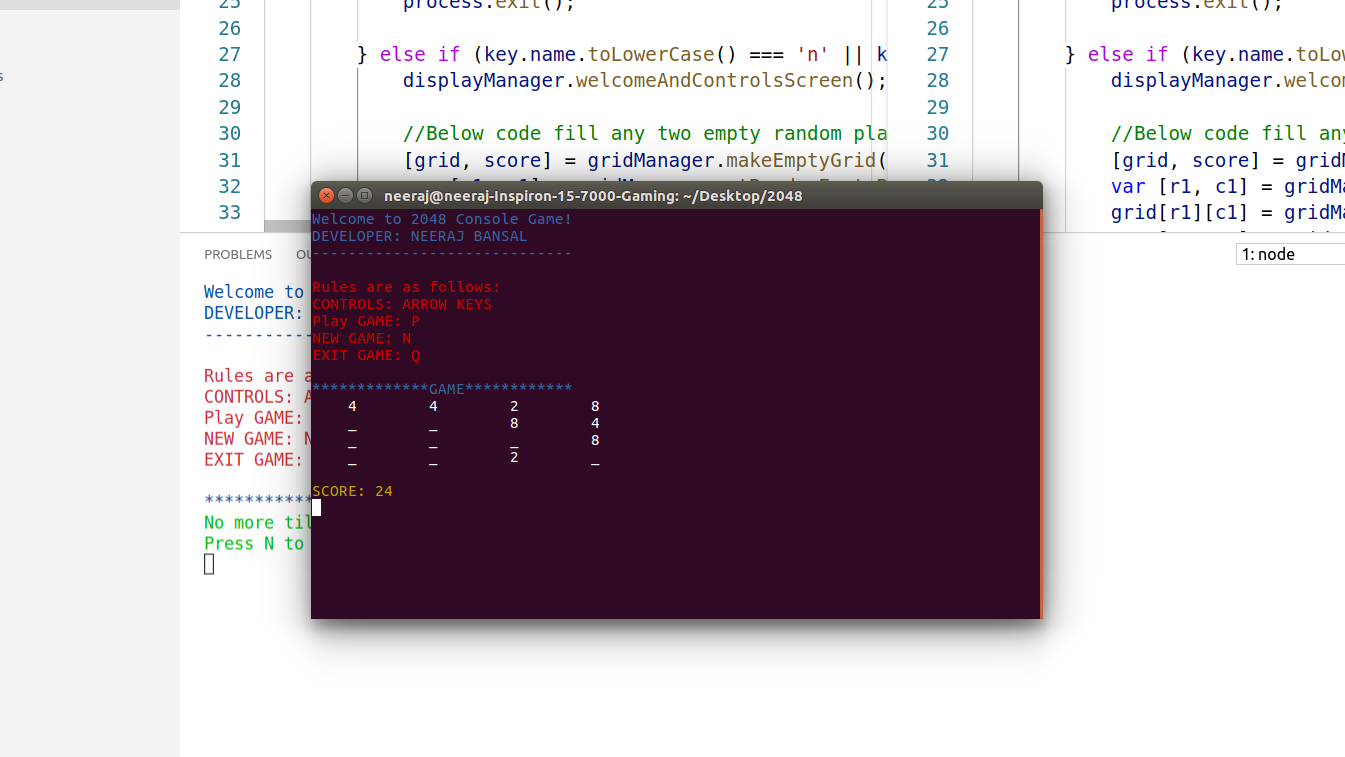 25 process.exit();
26
27 } else if (key.name.toLowerCase() === 'n' || k
28 displayManager.welcomeAndControlsScreen();
29
30 //Below code fill any two empty random pla
31 [grid, score] = gridManager.makeEmptyGrid(
32
33
25 process.exit();
26
27 } else if (key.name.toLow
28 displayManager.welcom
29
30 //Below code fill any
31 [grid, score] = gridM
var [r1, c1] = gridMa
grid[r1][c1] = gridMa
s
PROBLEMS OU
1: node
Welcome to
DEVELOPER:
-----------
Rules are a
CONTROLS: A
Play GAME:
NEW GAME: N
EXIT GAME:
***********
No more til
Press N to
neeraj@neeraj-Inspiron-15-7000-Gaming: ~/Desktop/2048
Welcome to 2048 Console Game!
DEVELOPER: NEERAJ BANSAL
-----------------------------
Rules are as follows:
CONTROLS: ARROW KEYS
Play GAME: P
NEW GAME: N
EXIT GAME: Q
*************GAME************
4 4 2 8
_ _ 8 4
_ _ _ 8
_ _ 2 _
SCORE: 24